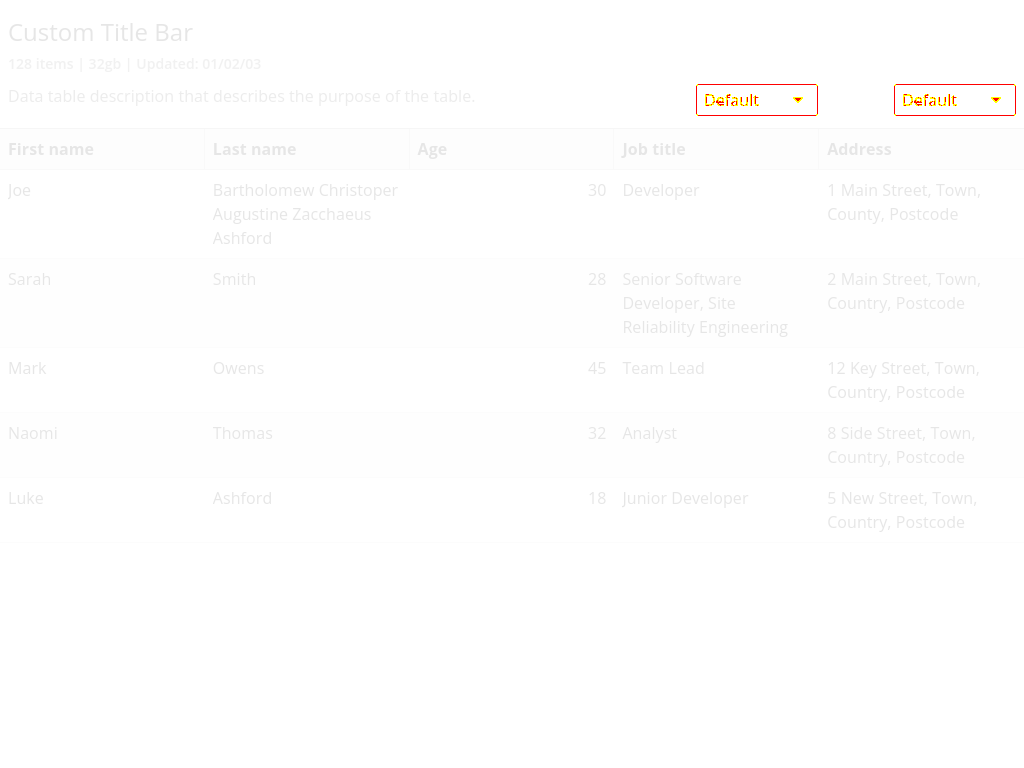 Custom Title Bar
128 items | 32gb | Updated: 01/02/03
Data table description that describes the purpose of the table.
Default Default
First name Last name Age Job title Address
Joe Bartholomew Christoper 30 Developer 1 Main Street, Town,
Augustine Zacchaeus County, Postcode
Ashford
Sarah Smith 28 Senior Software 2 Main Street, Town,
Developer, Site Country, Postcode
Reliability Engineering
Mark Owens 45 Team Lead 12 Key Street, Town,
Country, Postcode
Naomi Thomas 32 Analyst 8 Side Street, Town,
Country, Postcode
Luke Ashford 18 Junior Developer 5 New Street, Town,
Country, Postcode